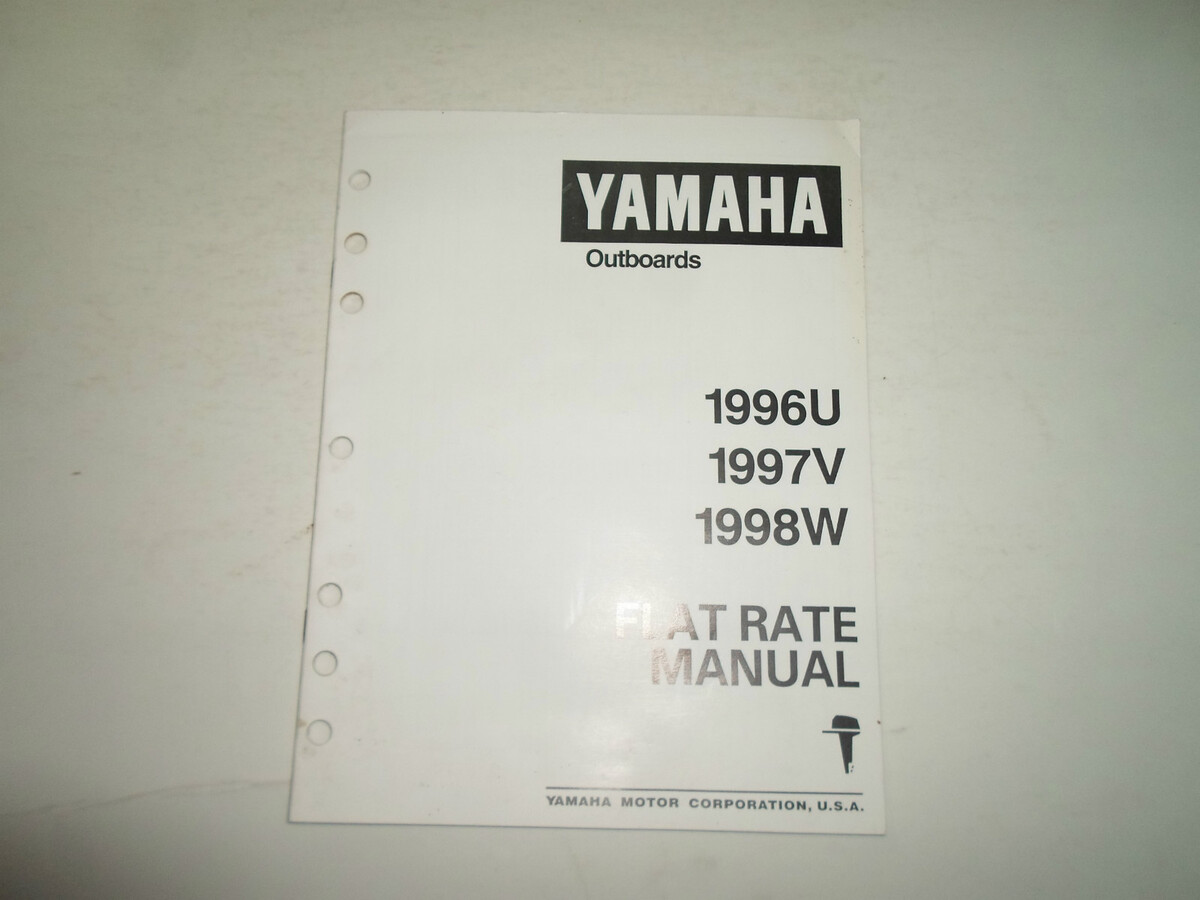 YAMAHA
Outboards
1996U
1997V
1998W
FLAT RATE
MANUAL
YAMAHA MOTOR CORPORATION, U.S.A.